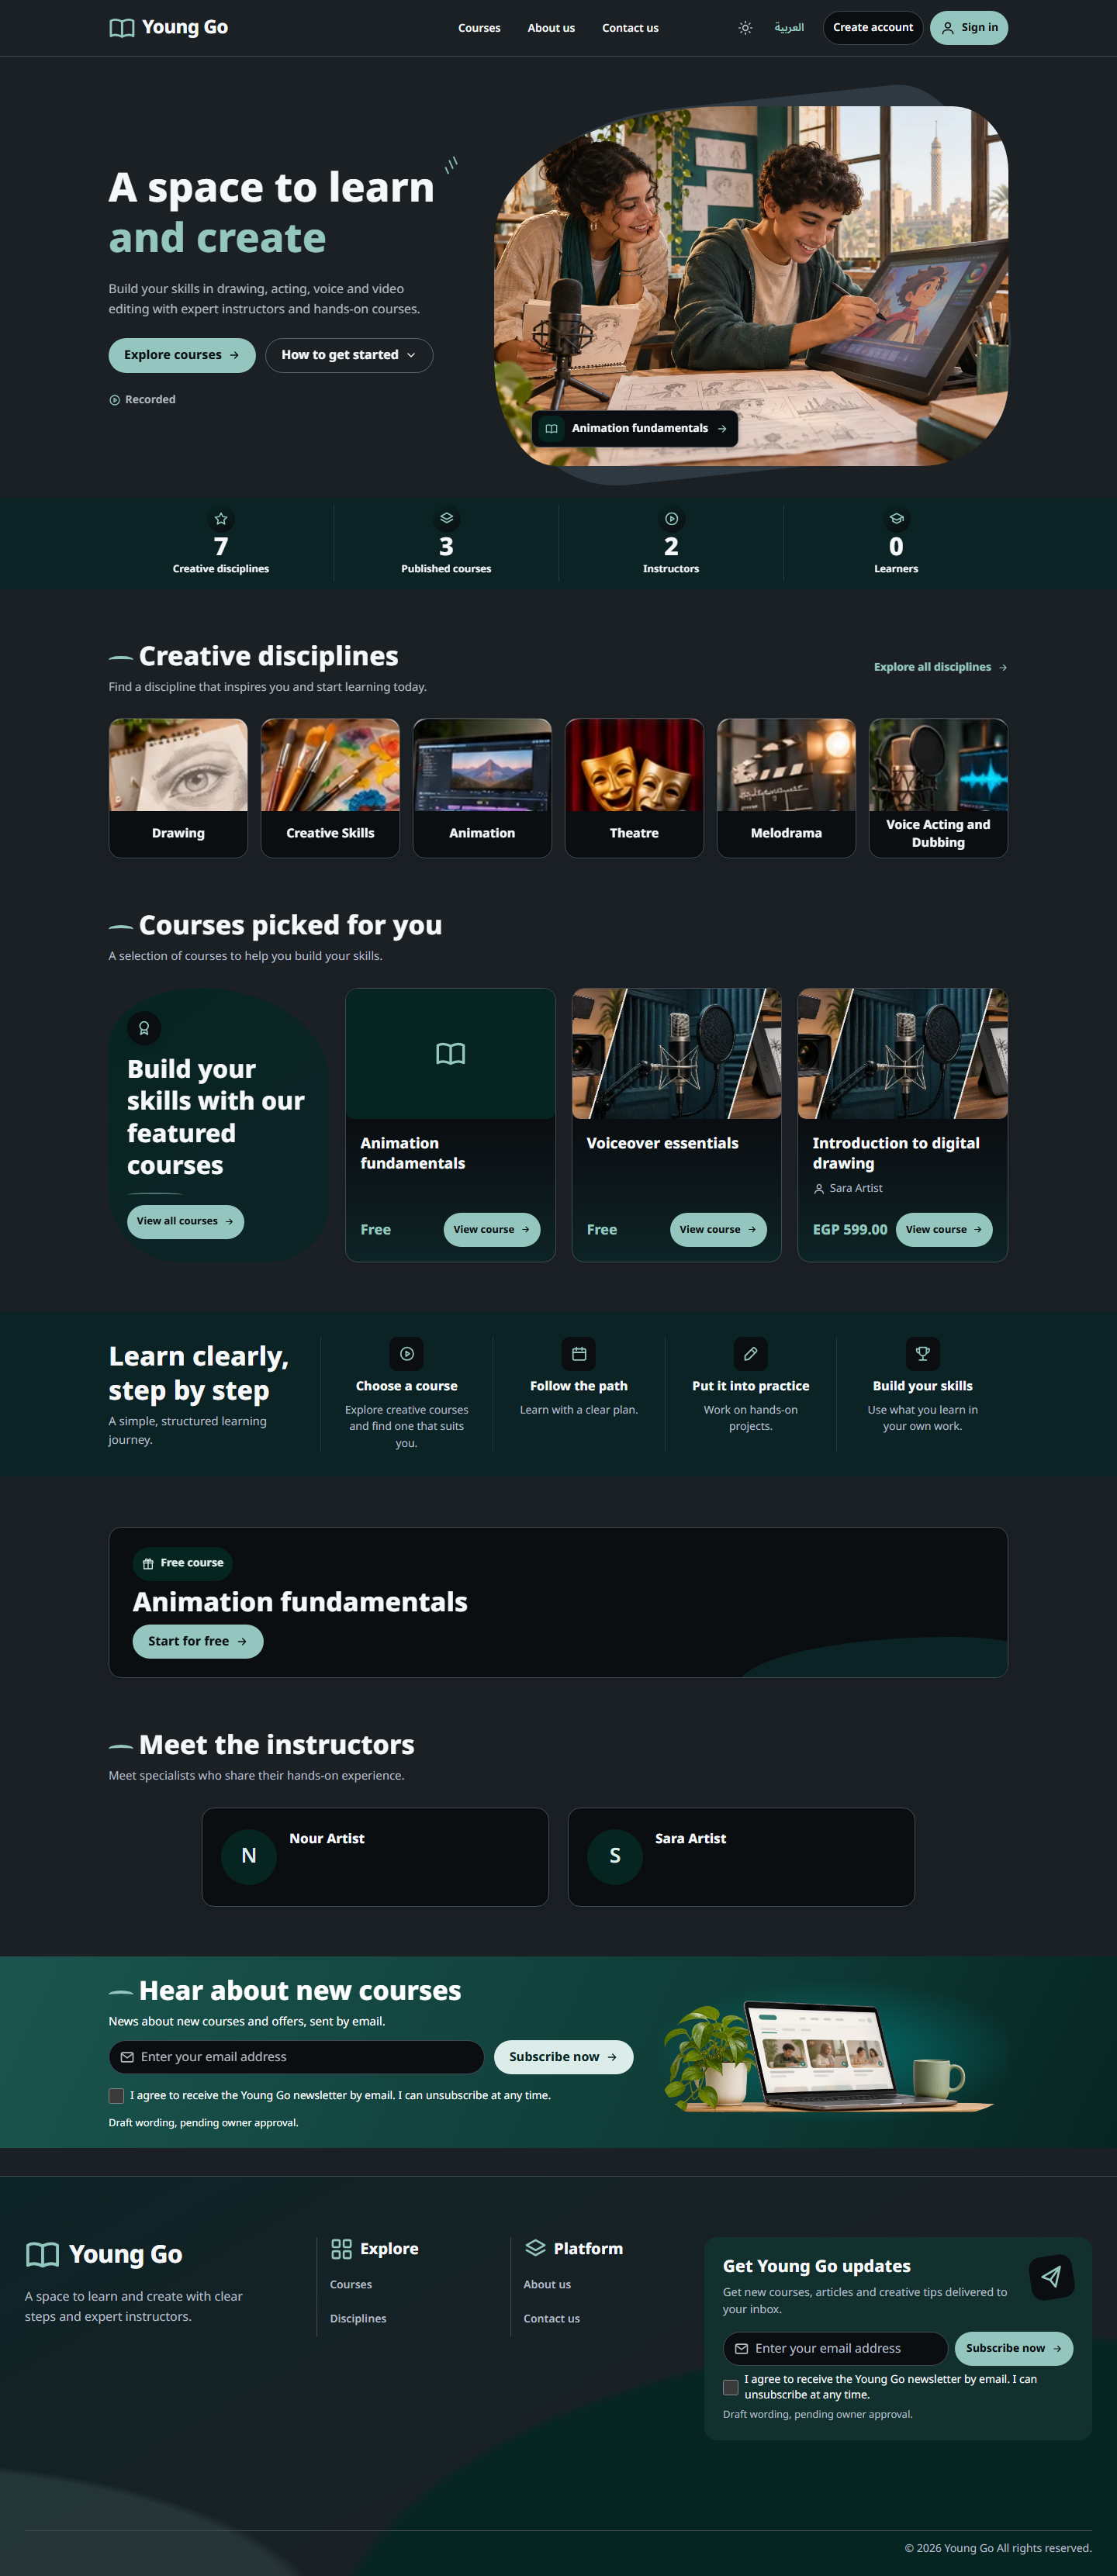 Young Go
Courses
About us
Contact us
العربية
Create account
Sign in
A space to learn
and create
Build your skills in drawing, acting, voice and video
editing with expert instructors and hands-on courses.
Explore courses
How to get started
Recorded
Animation fundamentals
7
Creative disciplines
3
Published courses
2
Instructors
0
Learners
Creative disciplines
Find a discipline that inspires you and start learning today.
Explore all disciplines
Drawing
Creative Skills
Animation
Theatre
Melodrama
Voice Acting and
Dubbing
Courses picked for you
A selection of courses to help you build your skills.
Build your
skills with our
featured
courses
View all courses
Animation
fundamentals
Free
View course
Voiceover essentials
Free
View course
Introduction to digital
drawing
Sara Artist
EGP 599.00
View course
Learn clearly,
step by step
A simple, structured learning
journey.
Choose a course
Explore creative courses
and find one that suits
you.
Follow the path
Learn with a clear plan.
Put it into practice
Work on hands-on
projects.
Build your skills
Use what you learn in
your own work.
Free course
Animation fundamentals
Start for free
Meet the instructors
Meet specialists who share their hands-on experience.
N
Nour Artist
S
Sara Artist
Hear about new courses
News about new courses and offers, sent by email.
Enter your email address
Subscribe now
I agree to receive the Young Go newsletter by email. I can unsubscribe at any time.
Draft wording, pending owner approval.
Young Go
A space to learn and create with clear
steps and expert instructors.
Explore
Courses
Disciplines
Platform
About us
Contact us
Get Young Go updates
Get new courses, articles and creative tips delivered to
your inbox.
Enter your email address
Subscribe now
I agree to receive the Young Go newsletter by email. I can
unsubscribe at any time.
Draft wording, pending owner approval.
© 2026 Young Go All rights reserved.